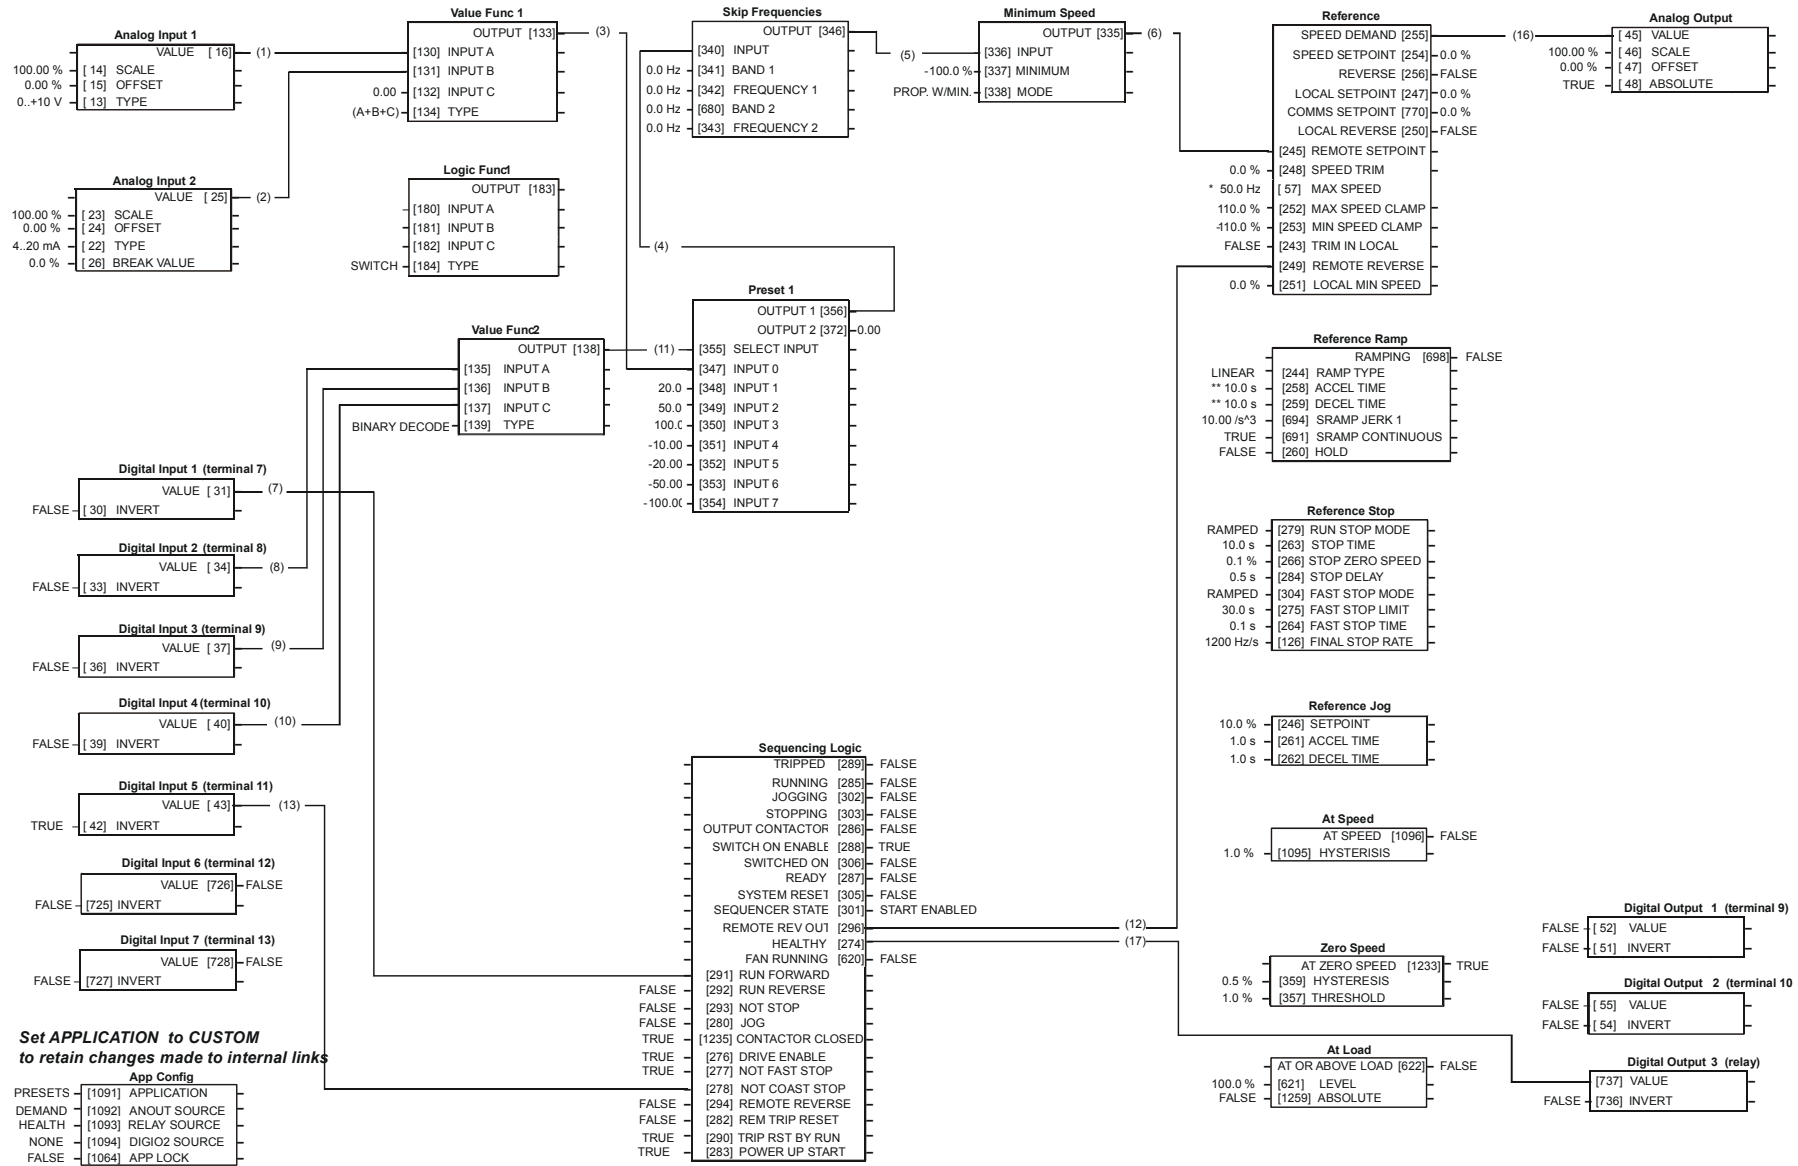 Analog Input 1
VALUE [ 16] (1)
100.00 % [ 14] SCALE
0.00 % [ 15] OFFSET
0..+10 V [ 13] TYPE
Analog Input 2
VALUE [ 25] (2)
100.00 % [ 23] SCALE
0.00 % [ 24] OFFSET
4..20 mA [ 22] TYPE
0.0 % [ 26] BREAK VALUE
Value Func 1
OUTPUT [133] (3)
[130] INPUT A
[131] INPUT B
0.00 [132] INPUT C
(A+B+C) [134] TYPE
Logic Func1
OUTPUT [183]
[180] INPUT A
[181] INPUT B
[182] INPUT C
SWITCH [184] TYPE
Value Func2
OUTPUT [138] (11)
[135] INPUT A
[136] INPUT B
[137] INPUT C
BINARY DECODE [139] TYPE
Skip Frequencies
OUTPUT [346] (5)
[340] INPUT
0.0 Hz [341] BAND 1
0.0 Hz [342] FREQUENCY 1
0.0 Hz [680] BAND 2
0.0 Hz [343] FREQUENCY 2
(4)
Preset 1
OUTPUT 1 [356]
OUTPUT 2 [372] 0.00
[355] SELECT INPUT
[347] INPUT 0
20.0 [348] INPUT 1
50.0 [349] INPUT 2
100.0 [350] INPUT 3
-10.00 [351] INPUT 4
-20.00 [352] INPUT 5
-50.00 [353] INPUT 6
-100.00 [354] INPUT 7
Minimum Speed
OUTPUT [335] (6)
[336] INPUT
-100.0 % [337] MINIMUM
PROP. W/MIN. [338] MODE
Reference
SPEED DEMAND [255] (16)
SPEED SETPOINT [254] 0.0 %
REVERSE [256] FALSE
LOCAL SETPOINT [247] 0.0 %
COMMS SETPOINT [770] 0.0 %
LOCAL REVERSE [250] FALSE
[245] REMOTE SETPOINT
0.0 % [248] SPEED TRIM
* 50.0 Hz [ 57] MAX SPEED
110.0 % [252] MAX SPEED CLAMP
-110.0 % [253] MIN SPEED CLAMP
FALSE [243] TRIM IN LOCAL
[249] REMOTE REVERSE
0.0 % [251] LOCAL MIN SPEED
Analog Output
[ 45] VALUE
100.00 % [ 46] SCALE
0.00 % [ 47] OFFSET
TRUE [ 48] ABSOLUTE
Reference Ramp
RAMPING [698] FALSE
LINEAR [244] RAMP TYPE
** 10.0 s [258] ACCEL TIME
** 10.0 s [259] DECEL TIME
10.00 /s^3 [694] SRAMP JERK 1
TRUE [691] SRAMP CONTINUOUS
FALSE [260] HOLD
Reference Stop
RAMPED [279] RUN STOP MODE
10.0 s [263] STOP TIME
0.1 % [266] STOP ZERO SPEED
0.5 s [284] STOP DELAY
RAMPED [304] FAST STOP MODE
30.0 s [275] FAST STOP LIMIT
0.1 s [264] FAST STOP TIME
1200 Hz/s [126] FINAL STOP RATE
Reference Jog
10.0 % [246] SETPOINT
1.0 s [261] ACCEL TIME
1.0 s [262] DECEL TIME
At Speed
AT SPEED [1096] FALSE
1.0 % [1095] HYSTERISIS
Zero Speed
AT ZERO SPEED [1233] TRUE
0.5 % [359] HYSTERESIS
1.0 % [357] THRESHOLD
At Load
AT OR ABOVE LOAD [622] FALSE
100.0 % [621] LEVEL
FALSE [1259] ABSOLUTE
Digital Input 1 (terminal 7)
VALUE [ 31] (7)
FALSE [ 30] INVERT
Digital Input 2 (terminal 8)
VALUE [ 34] (8)
FALSE [ 33] INVERT
Digital Input 3 (terminal 9)
VALUE [ 37] (9)
FALSE [ 36] INVERT
Digital Input 4 (terminal 10)
VALUE [ 40] (10)
FALSE [ 39] INVERT
Digital Input 5 (terminal 11)
VALUE [ 43] (13)
TRUE [ 42] INVERT
Digital Input 6 (terminal 12)
VALUE [726] FALSE
FALSE [725] INVERT
Digital Input 7 (terminal 13)
VALUE [728] FALSE
FALSE [727] INVERT
Set APPLICATION to CUSTOM
to retain changes made to internal links
App Config
PRESETS [1091] APPLICATION
DEMAND [1092] ANOUT SOURCE
HEALTH [1093] RELAY SOURCE
NONE [1094] DIGIO2 SOURCE
FALSE [1064] APP LOCK
Sequencing Logic
TRIPPED [289] FALSE
RUNNING [285] FALSE
JOGGING [302] FALSE
STOPPING [303] FALSE
OUTPUT CONTACTOR [286] FALSE
SWITCH ON ENABLE [288] TRUE
SWITCHED ON [306] FALSE
READY [287] FALSE
SYSTEM RESET [305] FALSE
SEQUENCER STATE [301] START ENABLED
REMOTE REV OUT [296] (12)
HEALTHY [274] (17)
FAN RUNNING [620] FALSE
[291] RUN FORWARD
FALSE [292] RUN REVERSE
FALSE [293] NOT STOP
FALSE [280] JOG
TRUE [1235] CONTACTOR CLOSED
TRUE [276] DRIVE ENABLE
TRUE [277] NOT FAST STOP
[278] NOT COAST STOP
FALSE [294] REMOTE REVERSE
FALSE [282] REM TRIP RESET
TRUE [290] TRIP RST BY RUN
TRUE [283] POWER UP START
Digital Output 1 (terminal 9)
FALSE [ 52] VALUE
FALSE [ 51] INVERT
Digital Output 2 (terminal 10
FALSE [ 55] VALUE
FALSE [ 54] INVERT
Digital Output 3 (relay)
[737] VALUE
FALSE [736] INVERT